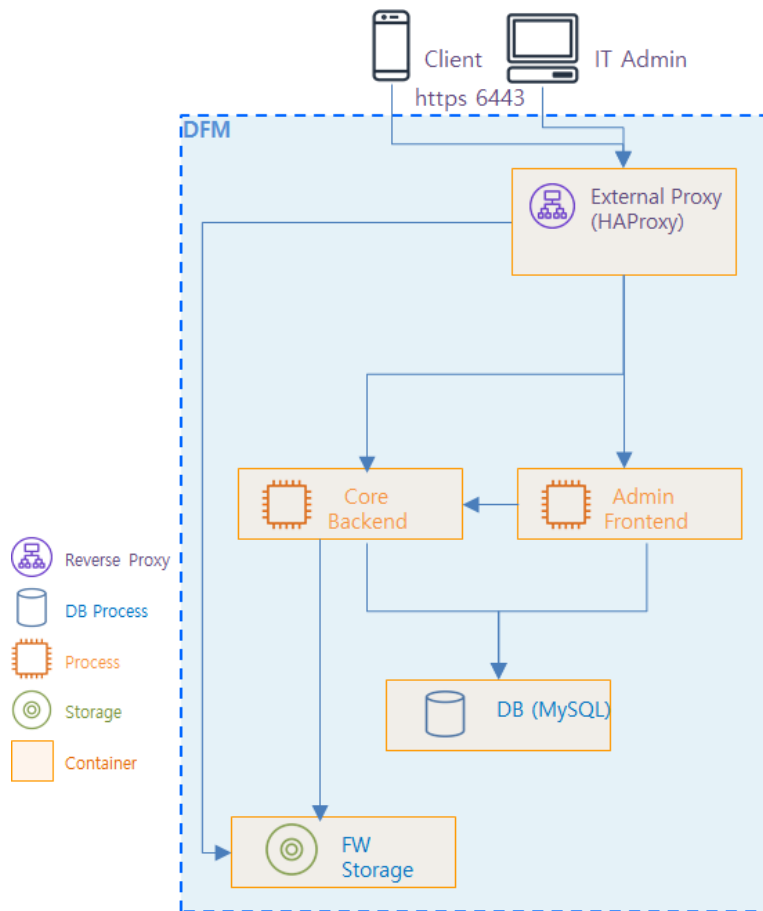 Client
IT Admin
https 6443
DFM
External Proxy
(HAProxy)
Core
Backend
Admin
Frontend
Reverse Proxy
DB Process
Process
Storage
Container
DB (MySQL)
FW
Storage